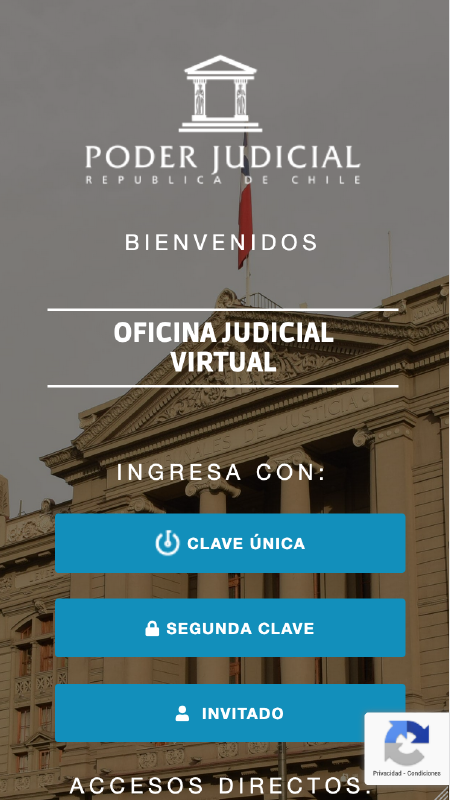 PODER JUDICIAL
REPUBLICA DE CHILE
BIENVENIDOS
OFICINA JUDICIAL
VIRTUAL
INGRESA CON:
CLAVE ÚNICA
SEGUNDA CLAVE
INVITADO
Privacidad - Condiciones
ACCESOS DIRECTOS: